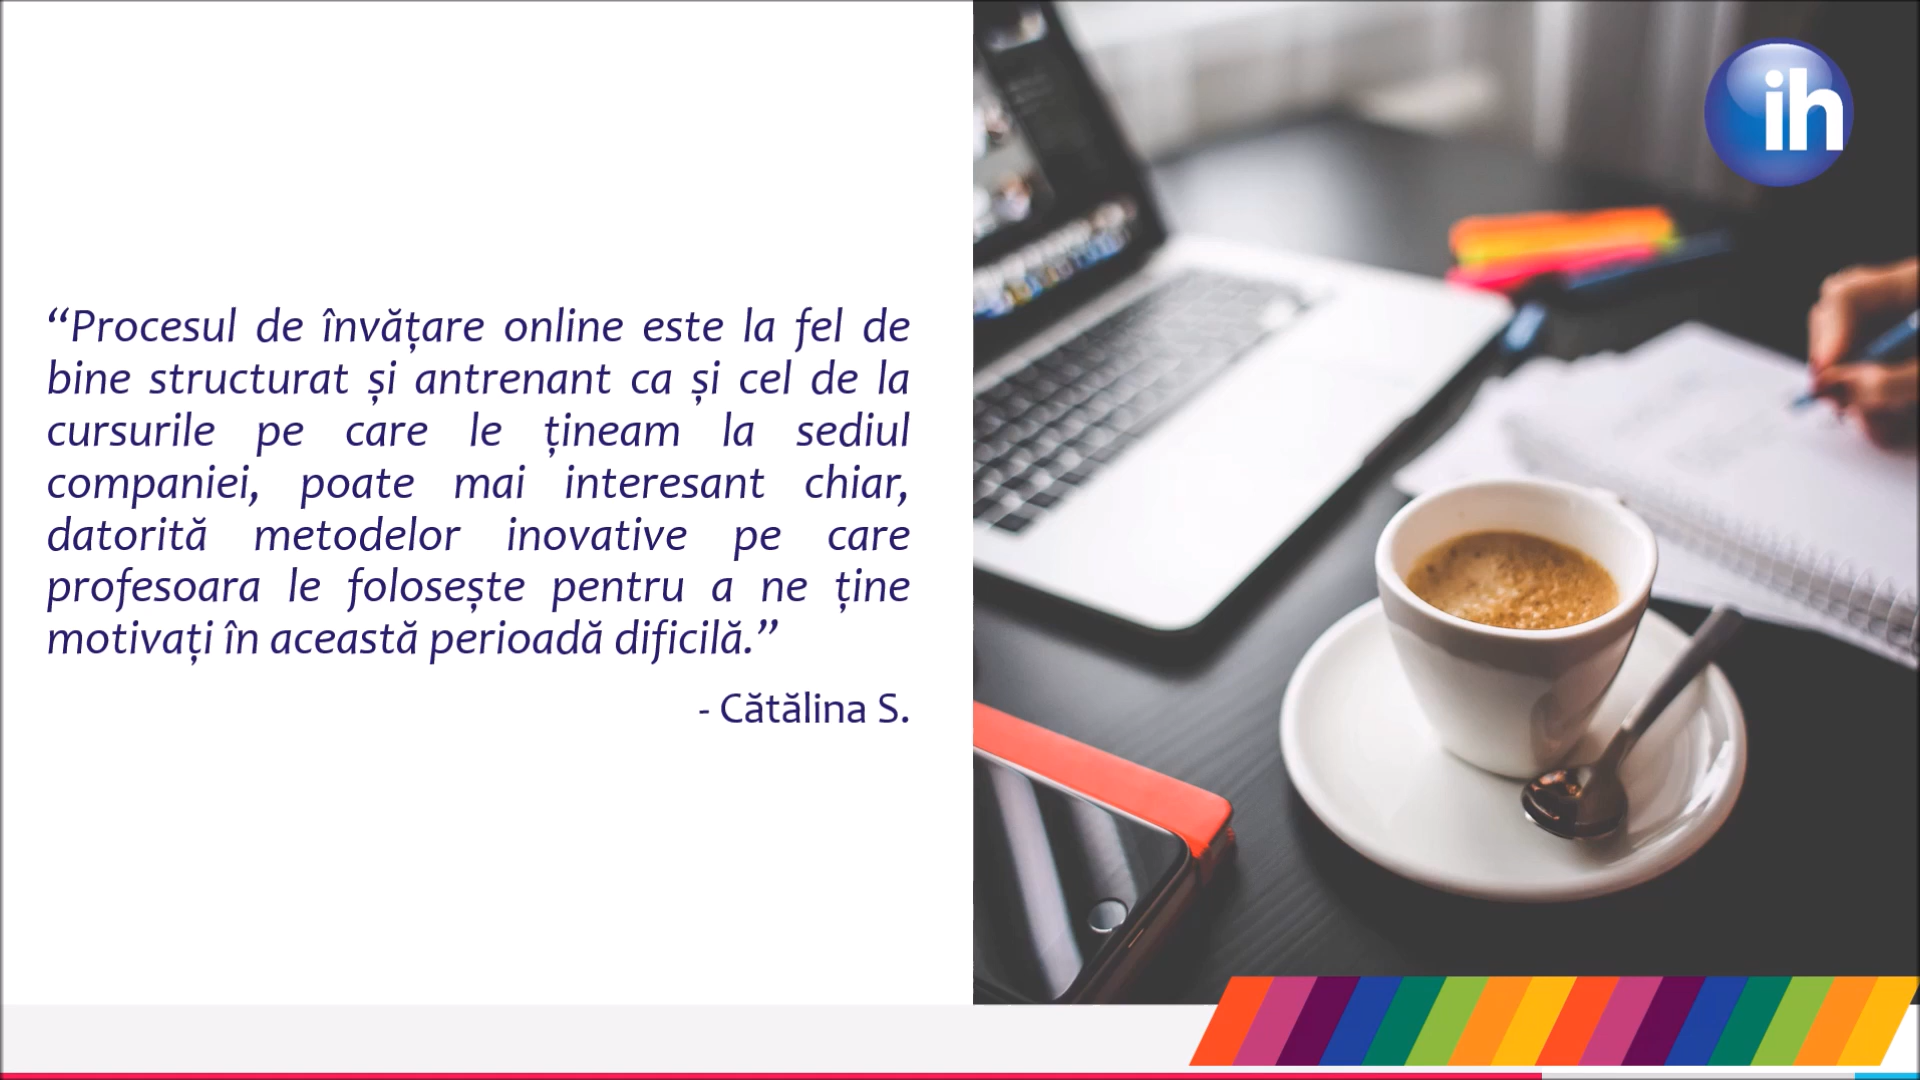 ih
“Procesul de învățare online este la fel de
bine structurat și antrenant ca și cel de la
cursurile pe care le țineam la sediul
companiei, poate mai interesant chiar,
datorită metodelor inovative pe care
profesoara le folosește pentru a ne ține
motivați în această perioadă dificilă.”
- Cătălina S.